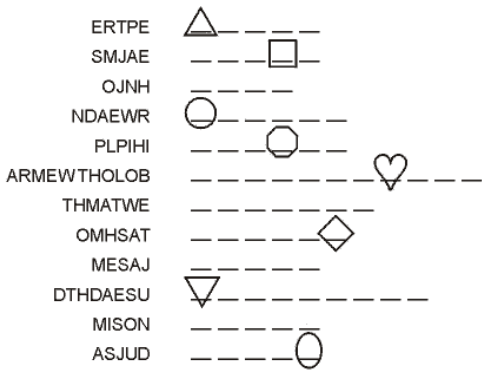 ERTPE
SMJAE
OJNH
NDAEWR
PLPIHI
ARMEWTHOLOB
THMATWE
OMHSAT
MESAJ
DTHDAESU
MISON
ASJUD